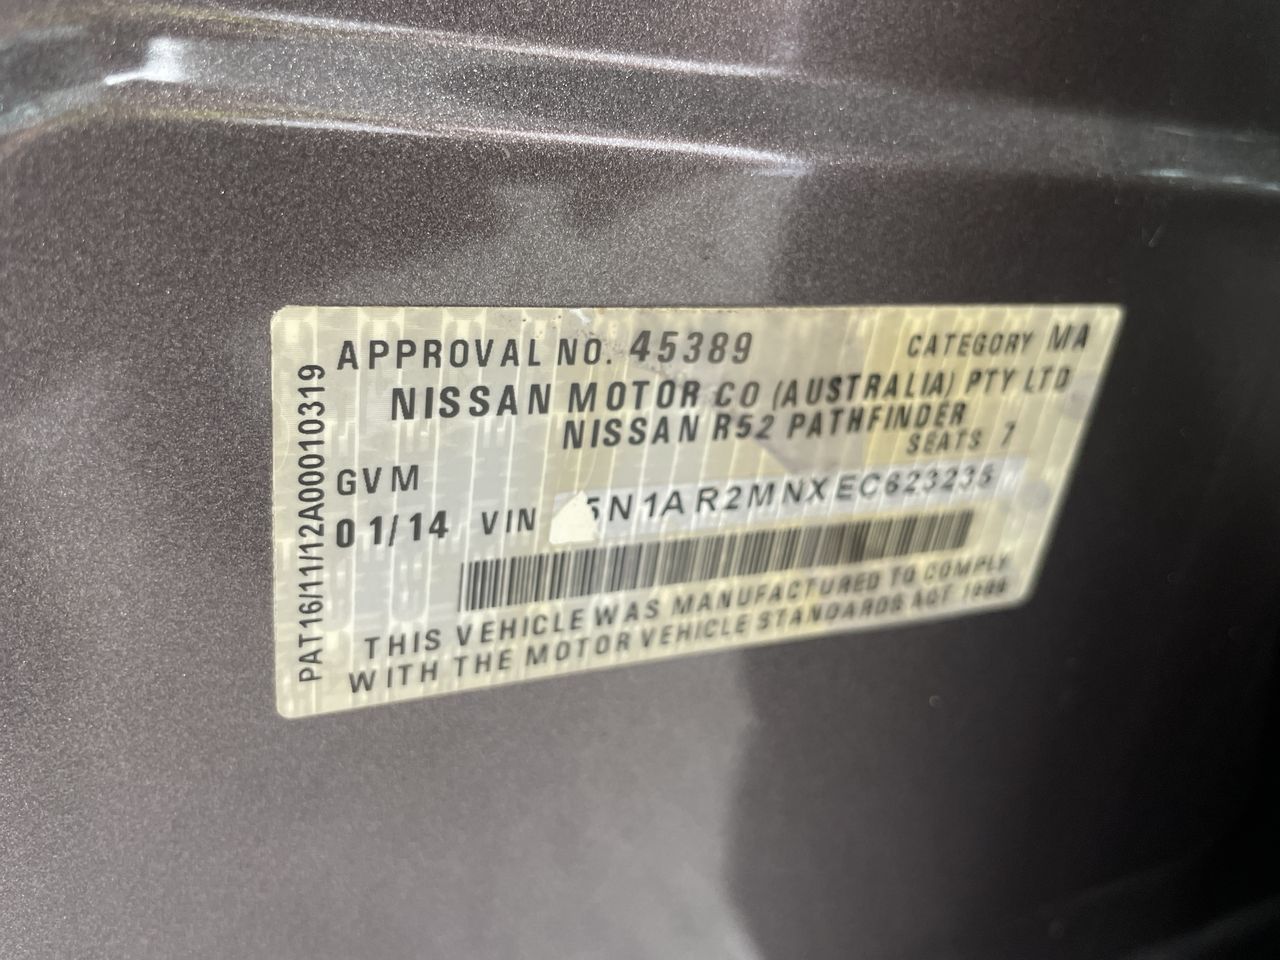 APPROVAL NO. 45389 CATEGORY MA
NISSAN MOTOR CO (AUSTRALIA) PTY LTD
NISSAN R52 PATHFINDER
SEATS 7
GVM
01/14 VIN 5N1AR2MNXEC623235
THIS VEHICLE WAS MANUFACTURED TO COMPLY
WITH THE MOTOR VEHICLE STANDARDS ACT 1989
PAT16/11/12A00010319